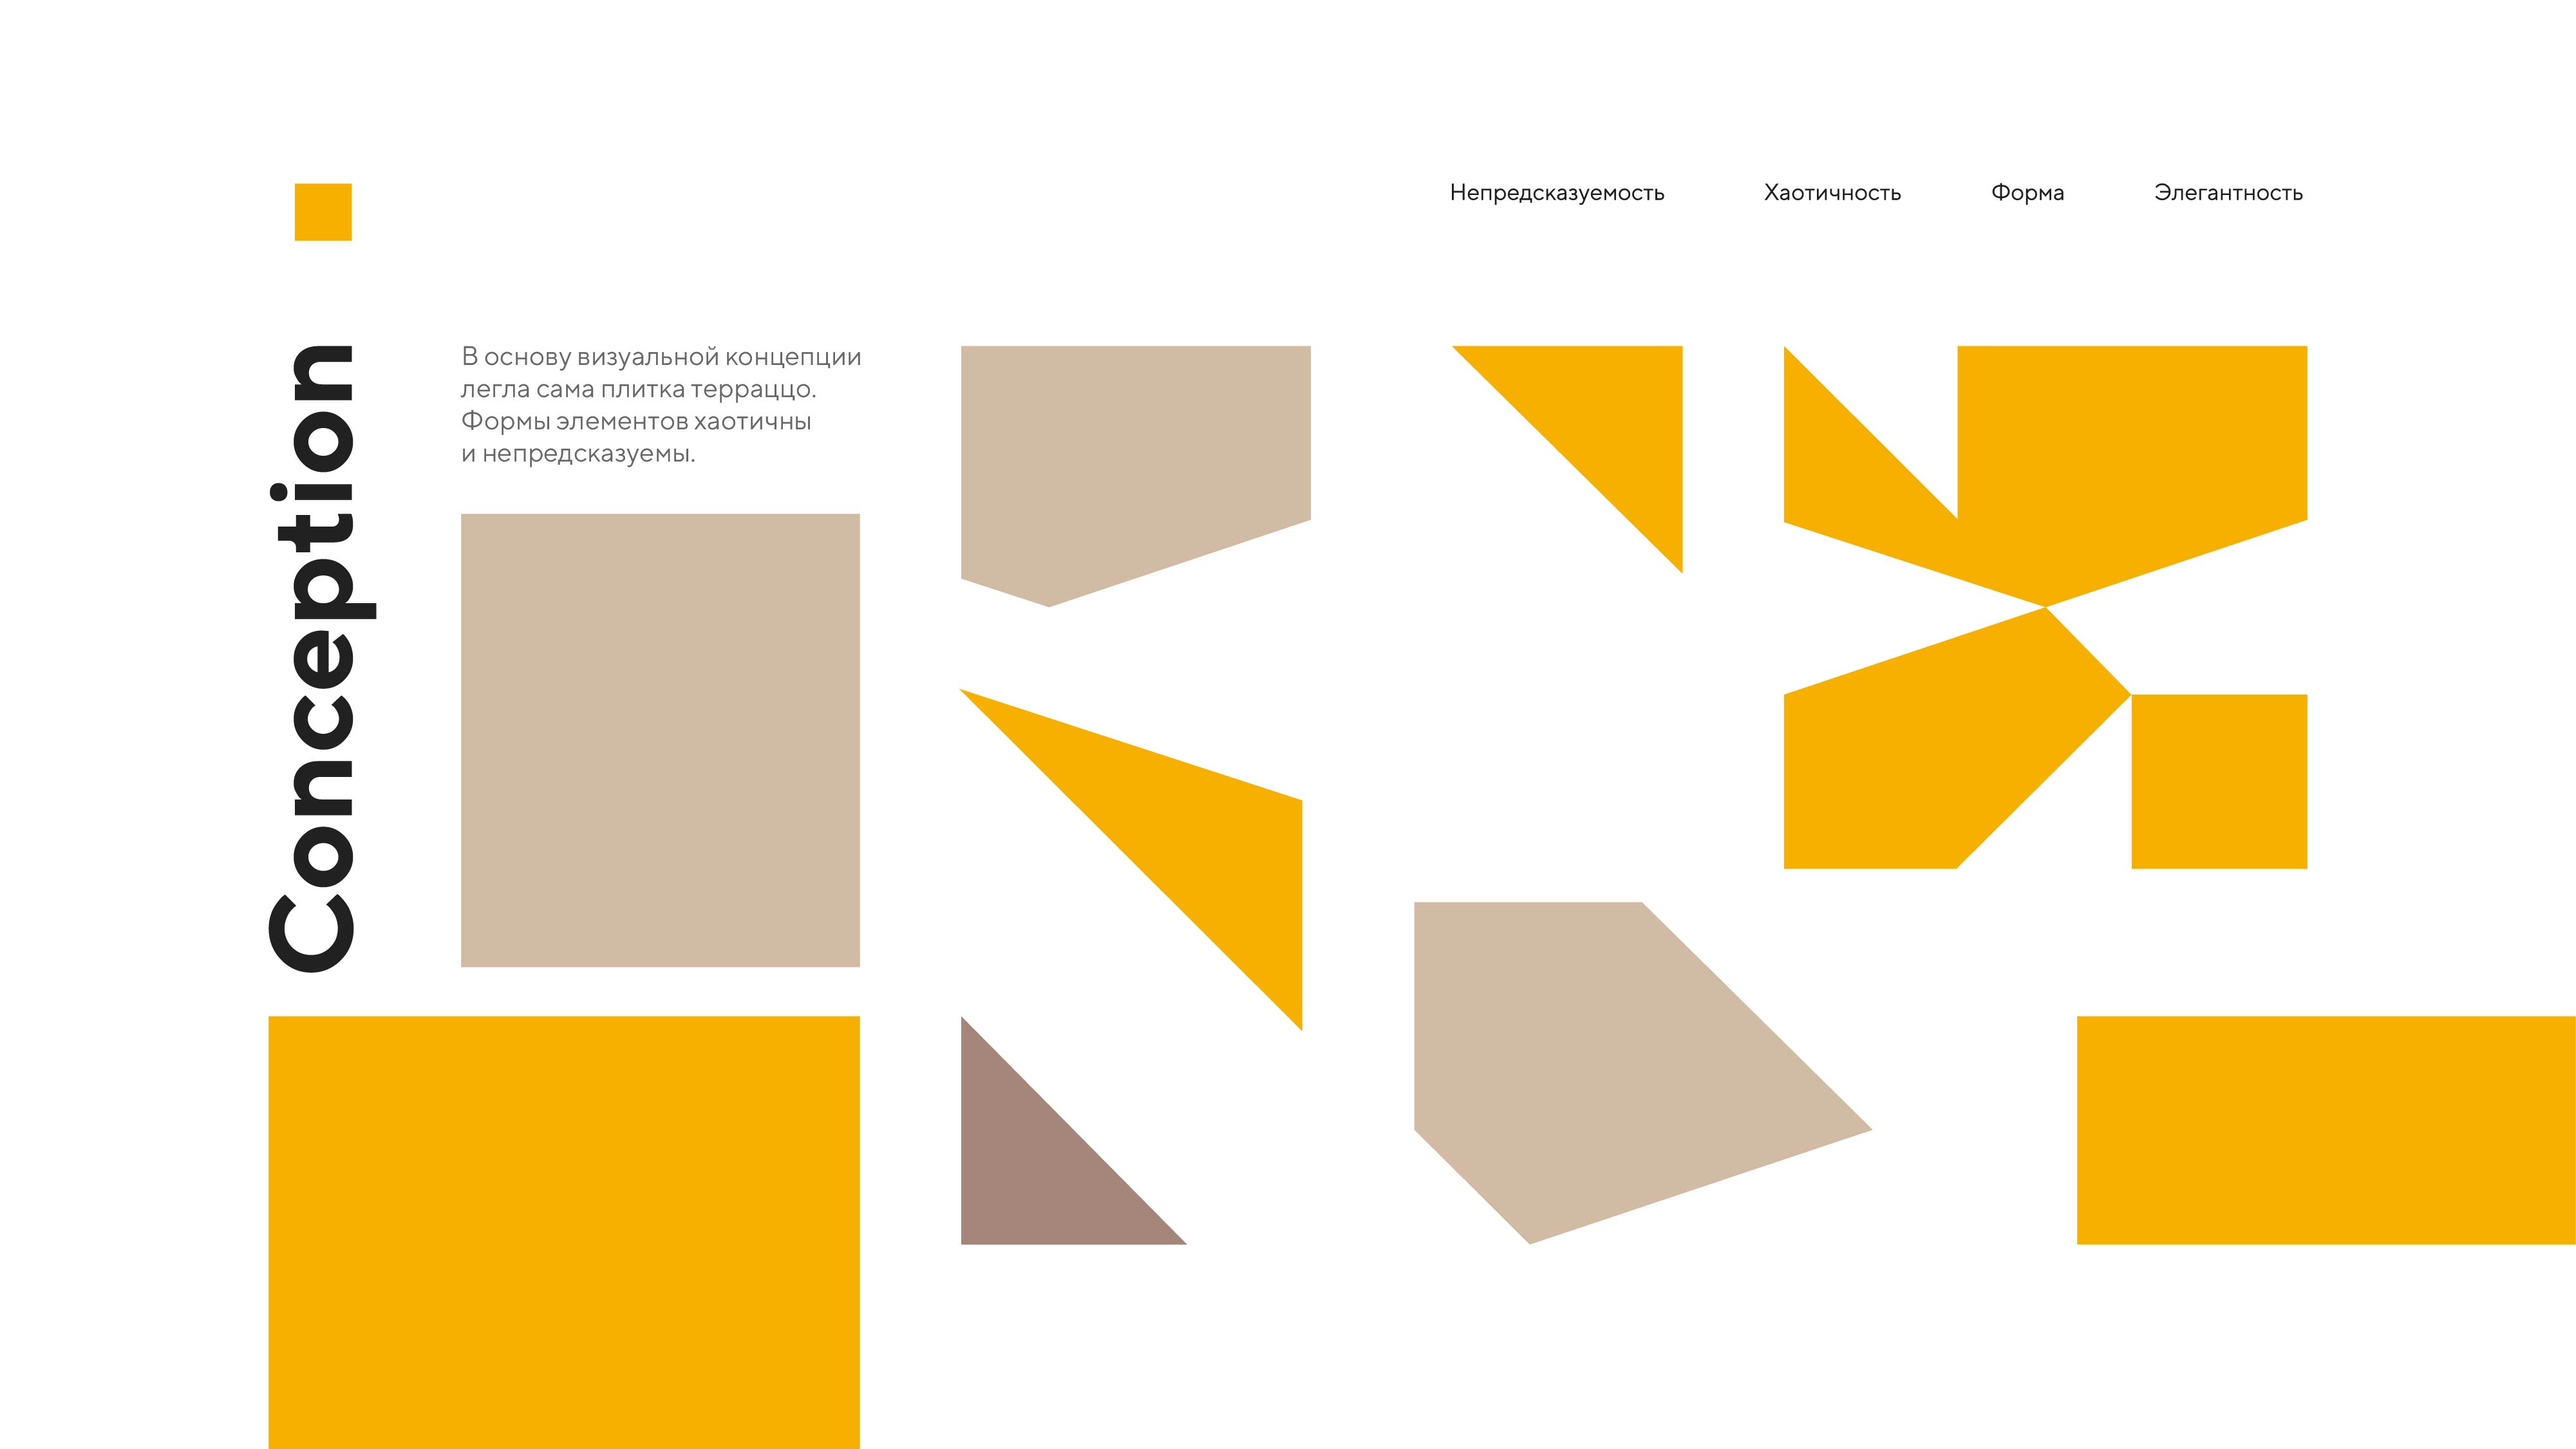 Непредсказуемость
Хаотичность
Форма
Элегантность
Conception
В основу визуальной концепции
легла сама плитка терраццо.
Формы элементов хаотичны
и непредсказуемы.